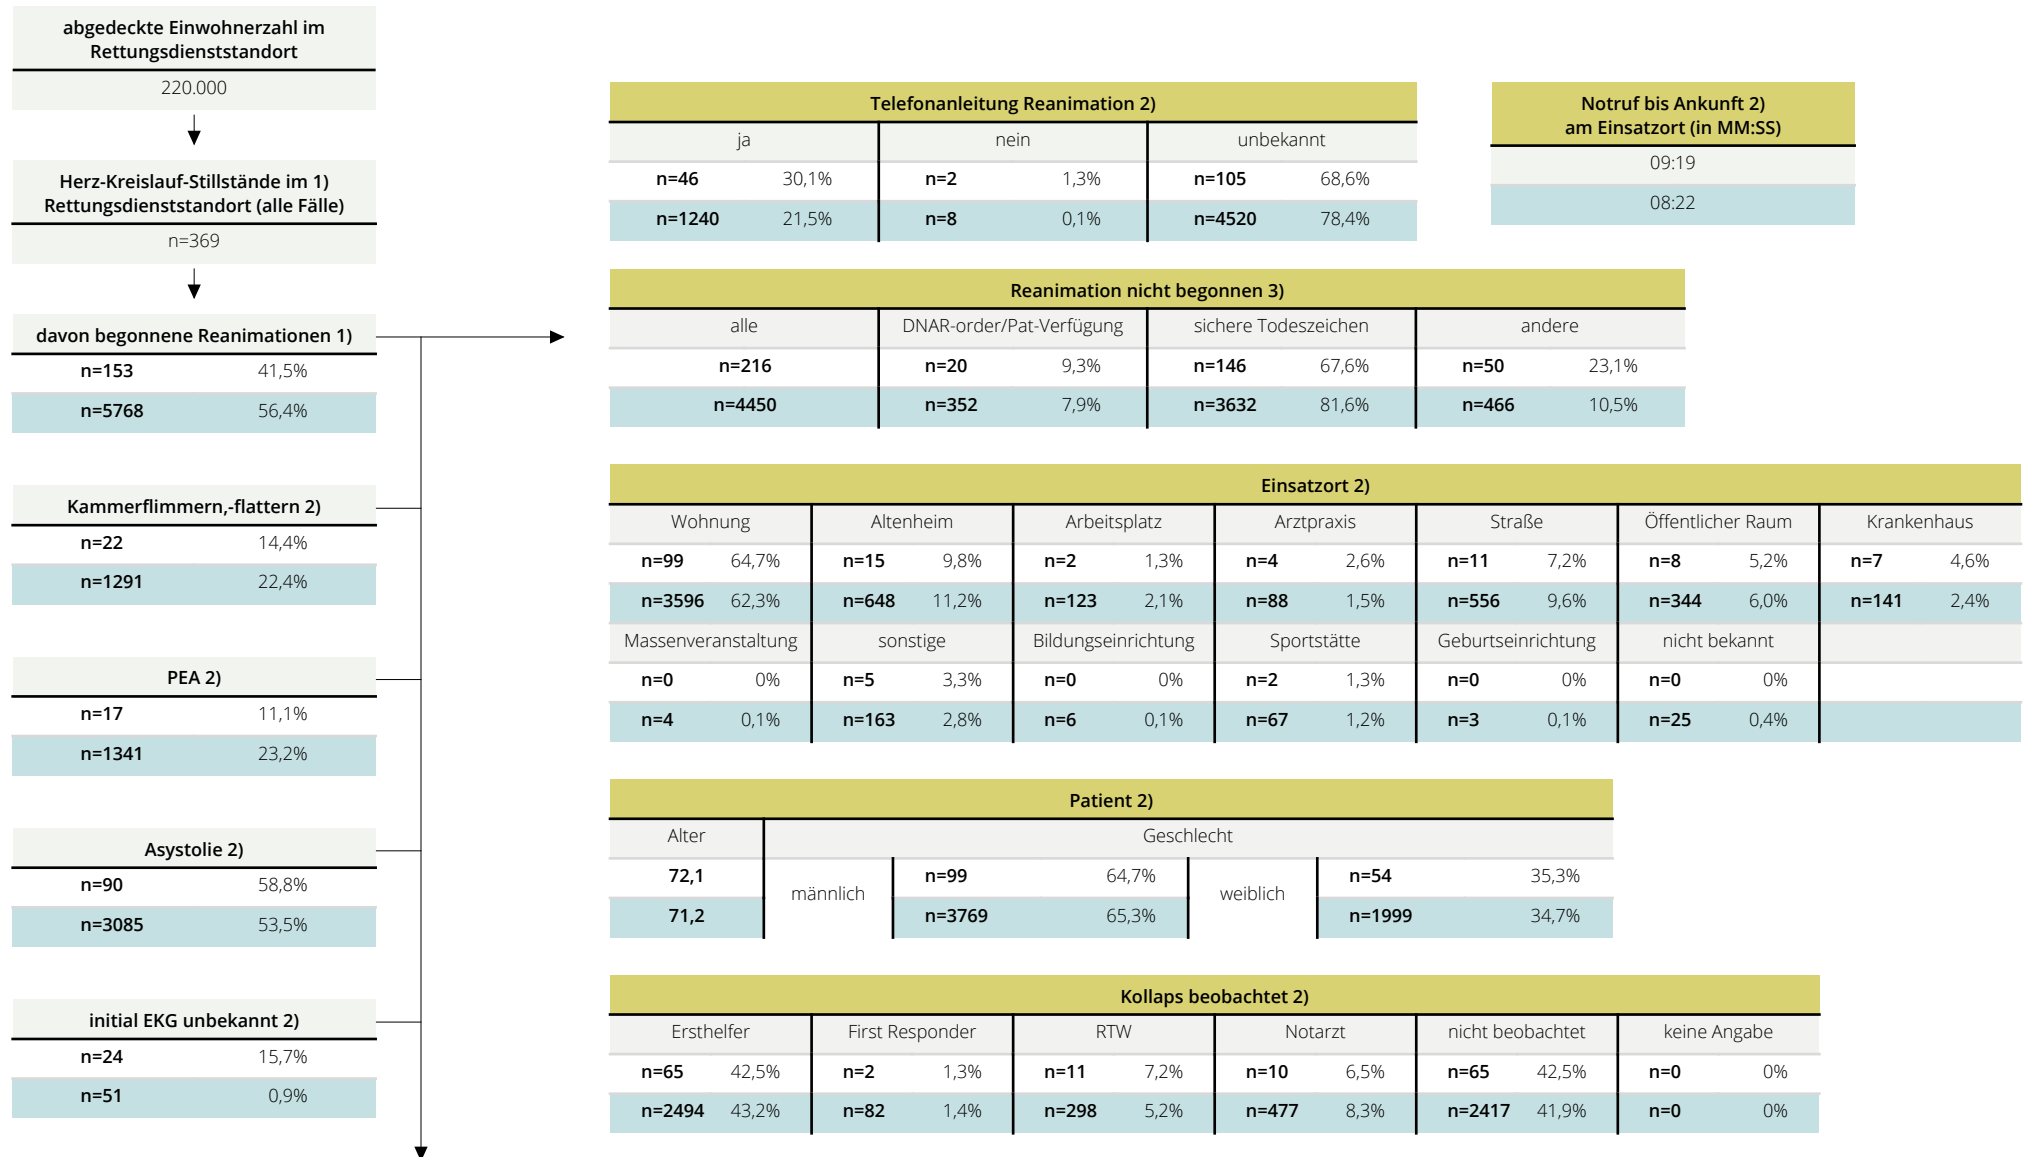 abgedeckte Einwohnerzahl im
Rettungsdienststandort
220.000
Herz-Kreislauf-Stillstände im 1)
Rettungsdienststandort (alle Fälle)
n=369
davon begonnene Reanimationen 1)
n=153 41,5%
n=5768 56,4%
Kammerflimmern,-flattern 2)
n=22 14,4%
n=1291 22,4%
PEA 2)
n=17 11,1%
n=1341 23,2%
Asystolie 2)
n=90 58,8%
n=3085 53,5%
initial EKG unbekannt 2)
n=24 15,7%
n=51 0,9%
Telefonanleitung Reanimation 2)
ja nein unbekannt
n=46 30,1% n=2 1,3% n=105 68,6%
n=1240 21,5% n=8 0,1% n=4520 78,4%
Notruf bis Ankunft 2)
am Einsatzort (in MM:SS)
09:19
08:22
Reanimation nicht begonnen 3)
alle DNAR-order/Pat-Verfügung sichere Todeszeichen andere
n=216 n=20 9,3% n=146 67,6% n=50 23,1%
n=4450 n=352 7,9% n=3632 81,6% n=466 10,5%
Einsatzort 2)
Wohnung Altenheim Arbeitsplatz Arztpraxis Straße Öffentlicher Raum Krankenhaus
n=99 64,7% n=15 9,8% n=2 1,3% n=4 2,6% n=11 7,2% n=8 5,2% n=7 4,6%
n=3596 62,3% n=648 11,2% n=123 2,1% n=88 1,5% n=556 9,6% n=344 6,0% n=141 2,4%
Massenveranstaltung sonstige Bildungseinrichtung Sportstätte Geburtseinrichtung nicht bekannt
n=0 0% n=5 3,3% n=0 0% n=2 1,3% n=0 0% n=0 0%
n=4 0,1% n=163 2,8% n=6 0,1% n=67 1,2% n=3 0,1% n=25 0,4%
Patient 2)
Alter Geschlecht
72,1 männlich n=99 64,7% weiblich n=54 35,3%
71,2 n=3769 65,3% n=1999 34,7%
Kollaps beobachtet 2)
Ersthelfer First Responder RTW Notarzt nicht beobachtet keine Angabe
n=65 42,5% n=2 1,3% n=11 7,2% n=10 6,5% n=65 42,5% n=0 0%
n=2494 43,2% n=82 1,4% n=298 5,2% n=477 8,3% n=2417 41,9% n=0 0%